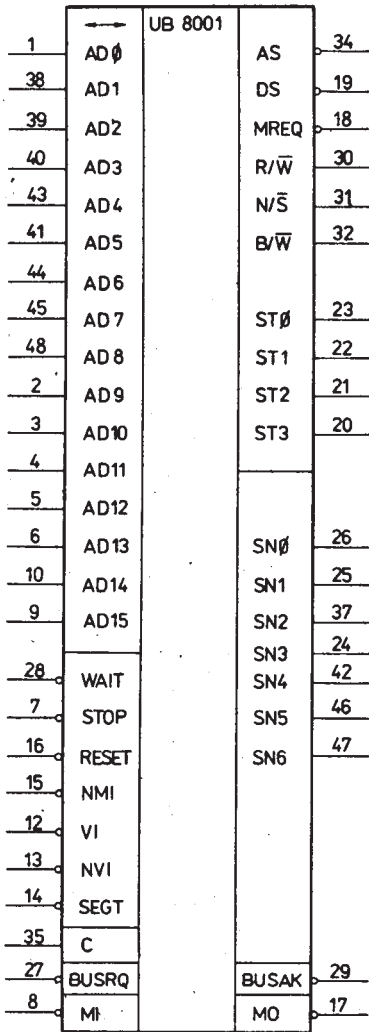 UB 8001
1 AD0 AS 34
38 AD1 DS 19
39 AD2 MREQ 18
40 AD3 R/W̅ 30
43 AD4 N/S̅ 31
41 AD5 B/W̅ 32
44 AD6
45 AD7 ST0 23
48 AD8 ST1 22
2 AD9 ST2 21
3 AD10 ST3 20
4 AD11
5 AD12
6 AD13 SN0 26
10 AD14 SN1 25
9 AD15 SN2 37
SN3 24
28 WAIT SN4 42
7 STOP SN5 46
16 RESET SN6 47
15 NMI
12 VI
13 NVI
14 SEGT
35 C
27 BUSRQ BUSAK 29
8 MI MO 17